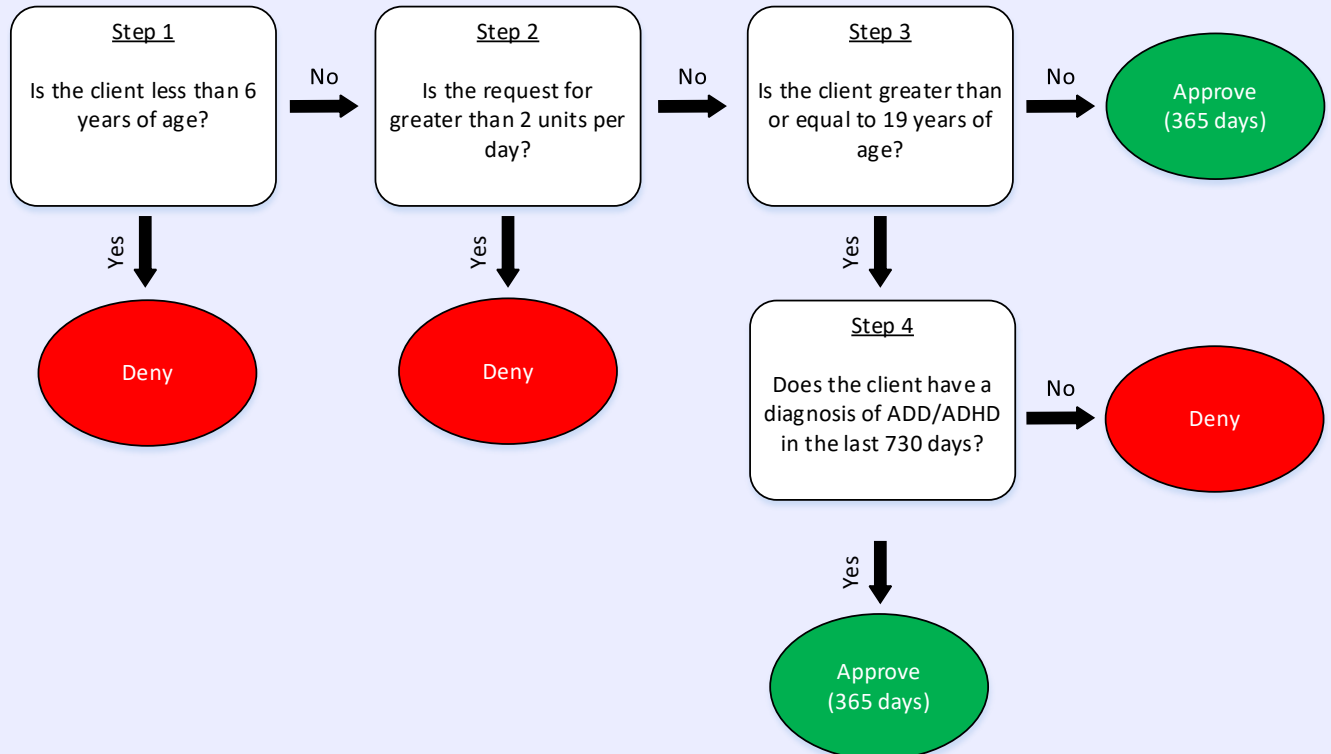 Step 1
Is the client less than 6
years of age?
No
Step 2
Is the request for
greater than 2 units per
day?
No
Step 3
Is the client greater than
or equal to 19 years of
age?
No
Approve
(365 days)
Yes
Deny
Yes
Deny
Yes
Step 4
Does the client have a
diagnosis of ADD/ADHD
in the last 730 days?
No
Deny
Yes
Approve
(365 days)